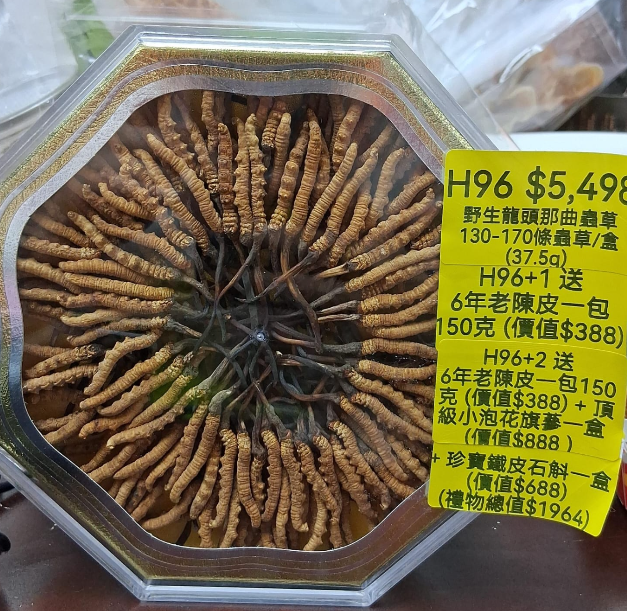 H96 $5,498
野生龍頭那曲蟲草
130-170條蟲草/盒
(37.5g)
H96+1 送
6年老陳皮一包
150克 (價值$388)
H96+2 送
6年老陳皮一包150
克 (價值$388) + 頂
級小泡花旗蔘一盒
(價值$888 )
+ 珍寶鐵皮石斛一盒
(價值$688)
(禮物總值$1964)